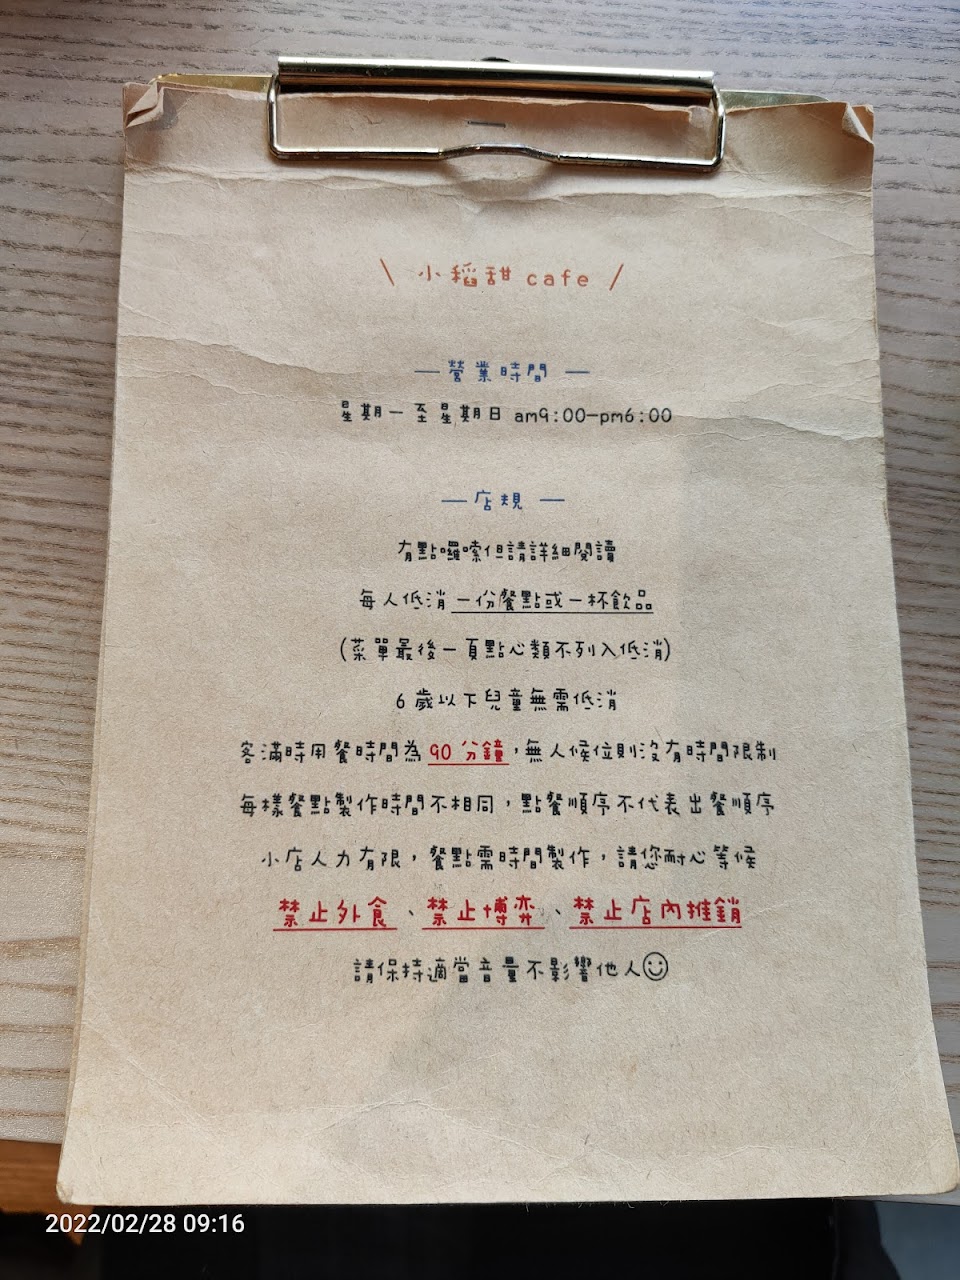 \ 小稻甜 cafe /
— 營業時間 —
星期一至星期日 am9:00-pm6:00
— 店規 —
有點囉嗦但請詳細閱讀
每人低消一份餐點或一杯飲品
(菜單最後一頁點心類不列入低消)
6歲以下兒童無需低消
客滿時用餐時間為90分鐘,無人候位則沒有時間限制
每樣餐點製作時間不相同,點餐順序不代表出餐順序
小店人力有限,餐點需時間製作,請您耐心等候
禁止外食、禁止博弈、禁止店內推銷
請保持適當音量不影響他人☺
2022/02/28 09:16